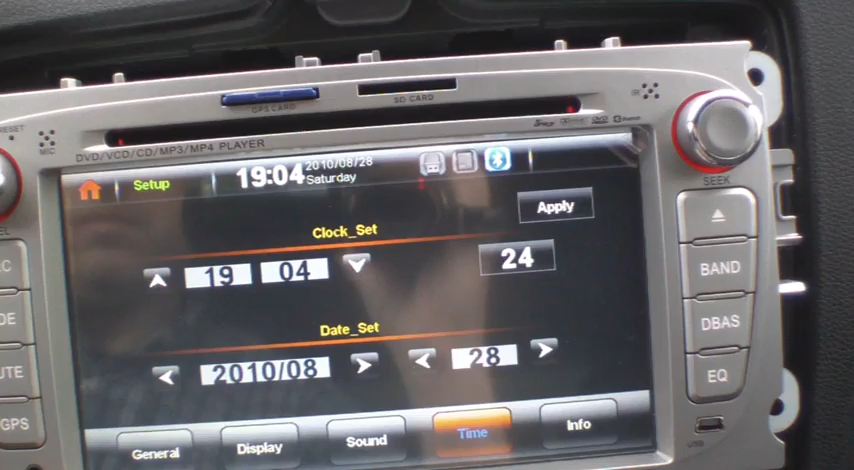 RESET
MIC
GPS CARD
SD CARD
IR
DVD/VCD/CD/MP3/MP4 PLAYER
Setup
19:04
2010/08/28
Saturday
SEEK
Apply
Clock_Set
19 04
24
BAND
Date_Set
DBAS
2010/08
28
EQ
GPS
General
Display
Sound
Time
Info
USB